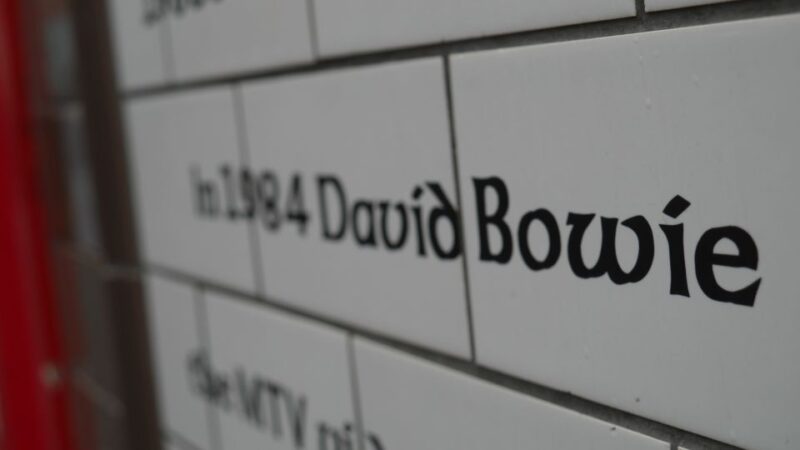 In 1984 David Bowie
the MTV